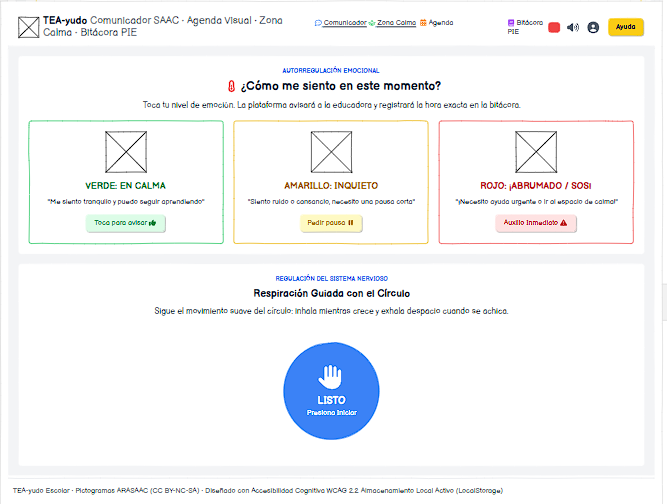 TEA-yudo Comunicador SAAC · Agenda Visual · Zona
Calma · Bitácora PIE
Comunicador Zona Calma Agenda
Bitácora
PIE
Ayuda
AUTORREGULACIÓN EMOCIONAL
¿Cómo me siento en este momento?
Toca tu nivel de emoción. La plataforma avisará a la educadora y registrará la hora exacta en la bitácora.
VERDE: EN CALMA
"Me siento tranquilo y puedo seguir aprendiendo"
Toca para avisar
AMARILLO: INQUIETO
"Siento ruido o cansancio, necesito una pausa corta"
Pedir pausa
ROJO: ¡ABRUMADO / SOS!
"¡Necesito ayuda urgente o ir al espacio de calma!"
Auxilio Inmediato
REGULACIÓN DEL SISTEMA NERVIOSO
Respiración Guiada con el Círculo
Sigue el movimiento suave del círculo: inhala mientras crece y exhala despacio cuando se achica.
LISTO
Presiona Iniciar
TEA-yudo Escolar · Pictogramas ARASAAC (CC BY-NC-SA) · Diseñado con Accesibilidad Cognitiva WCAG 2.2. Almacenamiento Local Activo (LocalStorage)